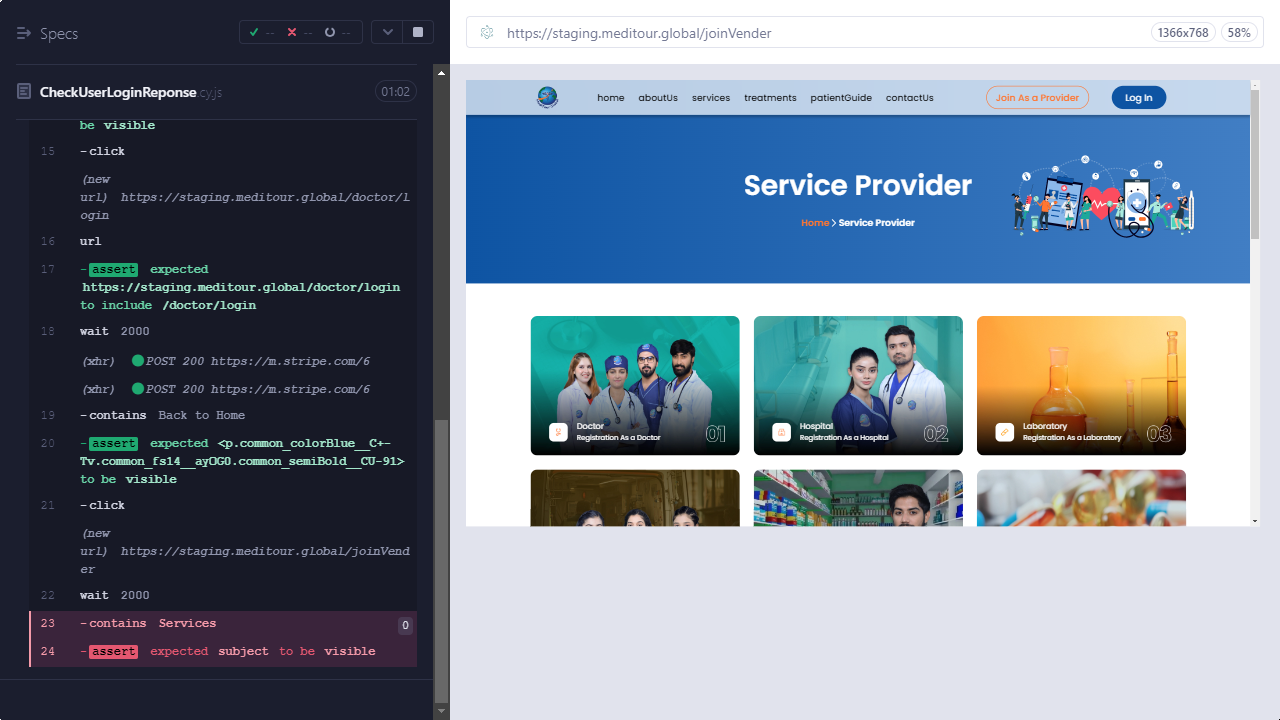 Specs
--
--
--
https://staging.meditour.global/joinVender
1366x768
58%
CheckUserLoginReponse.cy.js
01:02
be visible
15 -click
(new
url) https://staging.meditour.global/doctor/l
ogin
16 url
17 -assert expected
https://staging.meditour.global/doctor/login
to include /doctor/login
18 wait 2000
(xhr) POST 200 https://m.stripe.com/6
(xhr) POST 200 https://m.stripe.com/6
19 -contains Back to Home
20 -assert expected <p.common_colorBlue__C+-
Tv.common_fs14__ayOG0.common_semiBold__CU-91>
to be visible
21 -click
(new
url) https://staging.meditour.global/joinVend
er
22 wait 2000
23 -contains Services 0
24 -assert expected subject to be visible
home aboutUs services treatments patientGuide contactUs Join As a Provider Log In
Service Provider
Home > Service Provider
Doctor
Registration As a Doctor
01
Hospital
Registration As a Hospital
02
Laboratory
Registration As a Laboratory
03